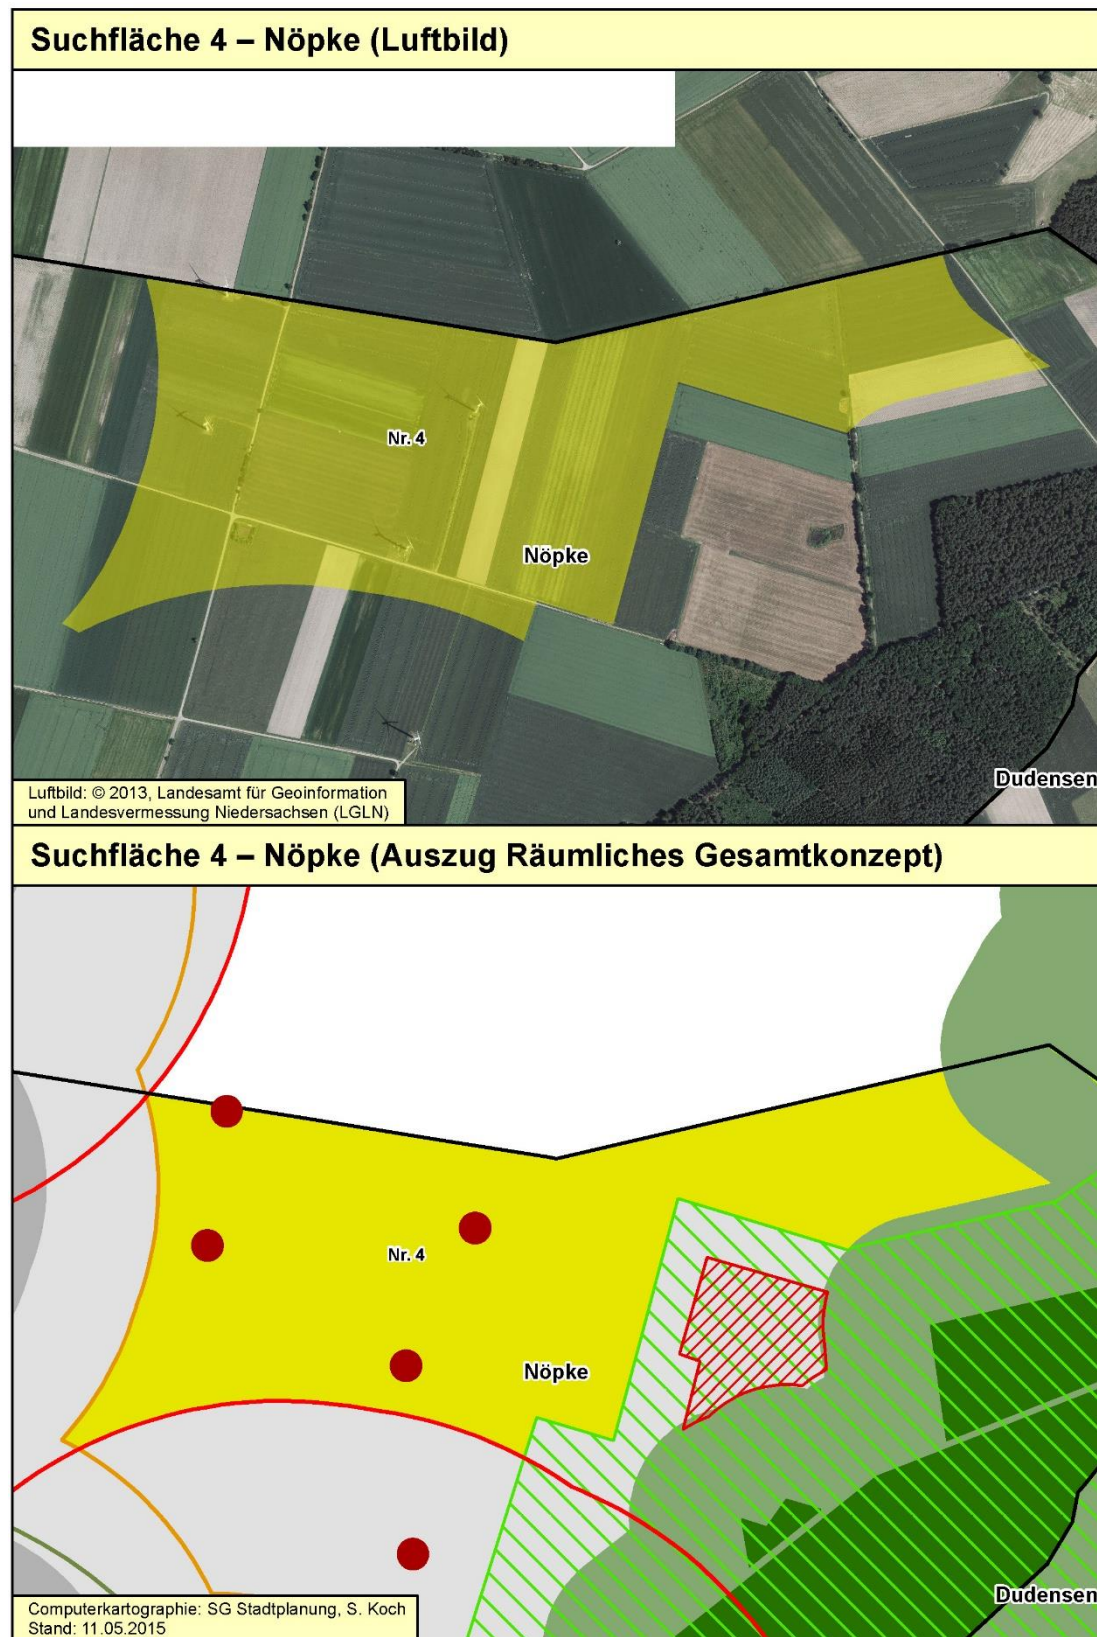 Suchfläche 4 – Nöpke (Luftbild)
Nr. 4
Nöpke
Dudensen
Luftbild: © 2013, Landesamt für Geoinformation
und Landesvermessung Niedersachsen (LGLN)
Suchfläche 4 – Nöpke (Auszug Räumliches Gesamtkonzept)
Nr. 4
Nöpke
Dudensen
Computerkartographie: SG Stadtplanung, S. Koch
Stand: 11.05.2015